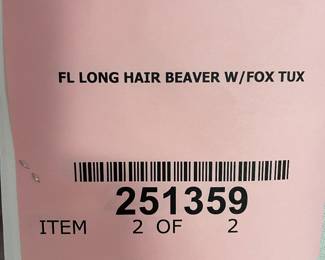 FL LONG HAIR BEAVER W/FOX TUX
251359
ITEM 2 OF 2